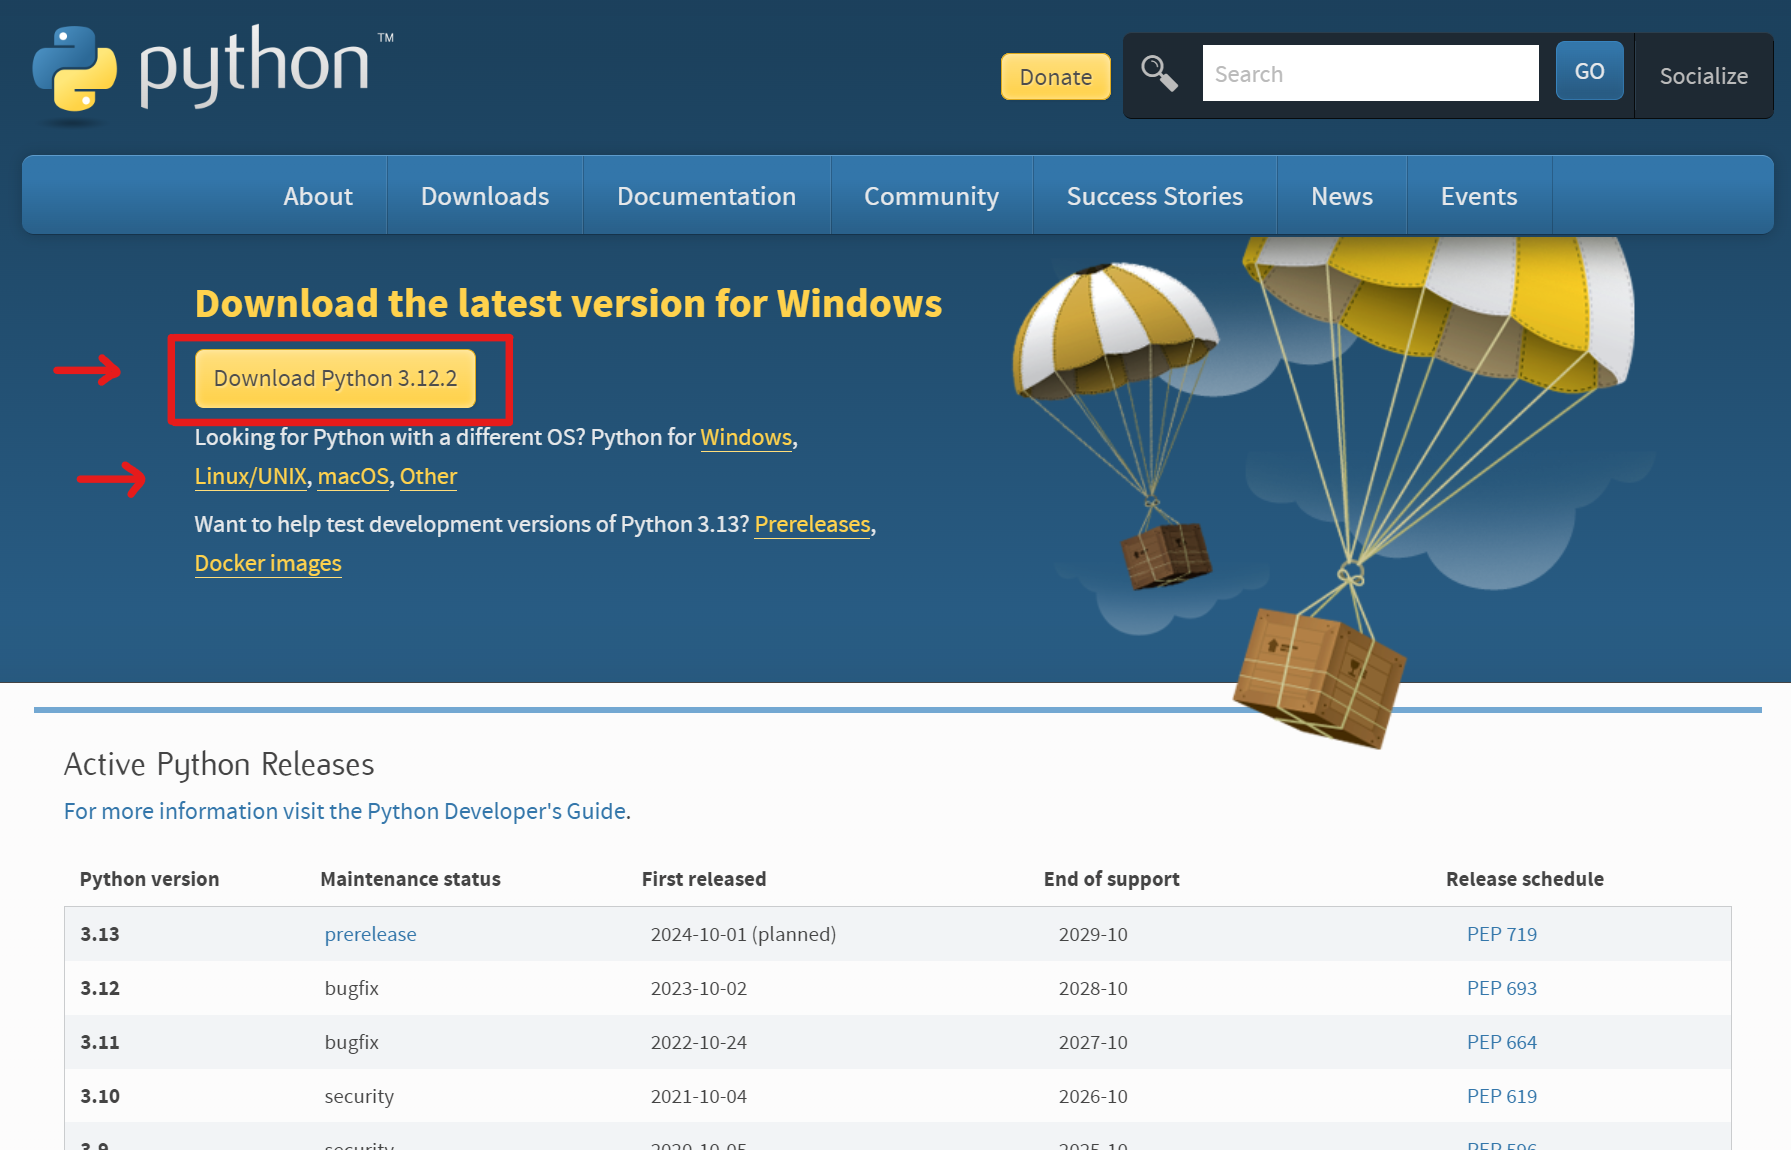 python™
Donate
Search
GO
Socialize
About Downloads Documentation Community Success Stories News Events
Download the latest version for Windows
Download Python 3.12.2
Looking for Python with a different OS? Python for Windows,
Linux/UNIX, macOS, Other
Want to help test development versions of Python 3.13? Prereleases,
Docker images
Active Python Releases
For more information visit the Python Developer's Guide.
Python version Maintenance status First released End of support Release schedule
3.13 prerelease 2024-10-01 (planned) 2029-10 PEP 719
3.12 bugfix 2023-10-02 2028-10 PEP 693
3.11 bugfix 2022-10-24 2027-10 PEP 664
3.10 security 2021-10-04 2026-10 PEP 619
3.9 security 2020-10-05 2025-10 PEP 596